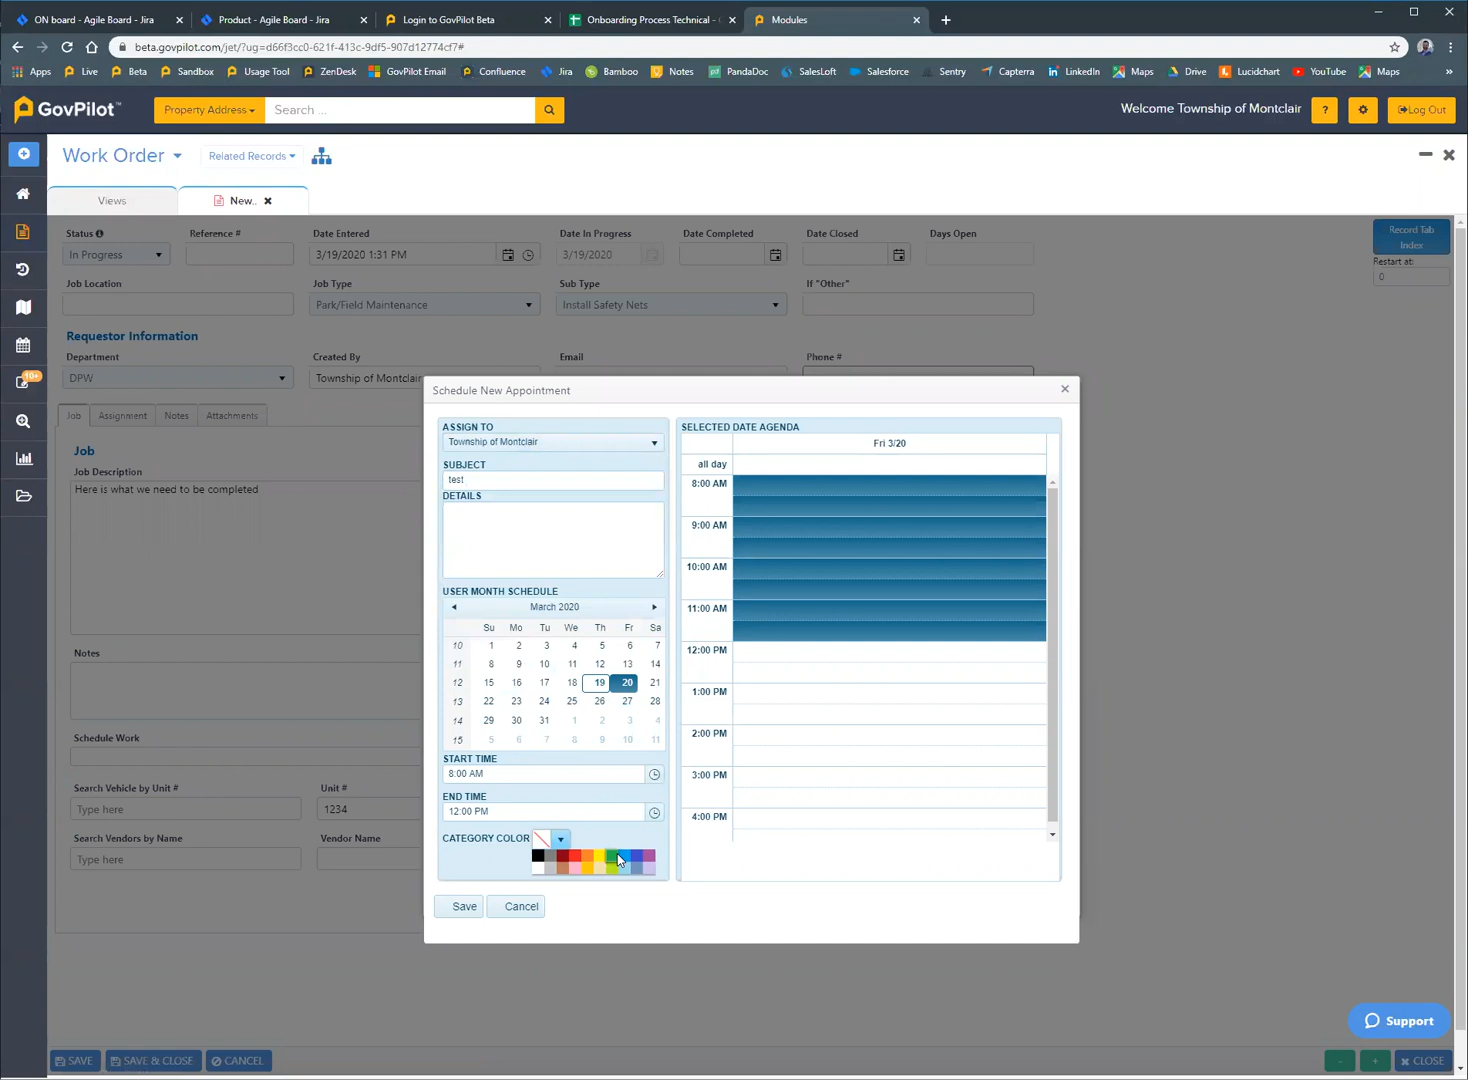 ON board - Agile Board - Jira
Product - Agile Board - Jira
Login to GovPilot Beta
Onboarding Process Technical -
Modules
beta.govpilot.com/jet/?ug=d66f3cc0-621f-413c-9df5-907d12774cf7#
Apps
Live
Beta
Sandbox
Usage Tool
ZenDesk
GovPilot Email
Confluence
Jira
Bamboo
Notes
PandaDoc
SalesLoft
Salesforce
Sentry
Capterra
LinkedIn
Maps
Drive
Lucidchart
YouTube
Maps
»
GovPilot™
Property Address
Search ...
Welcome Township of Montclair
?
Log Out
Work Order
Related Records
Views
New..
Status
Reference #
Date Entered
Date In Progress
Date Completed
Date Closed
Days Open
In Progress
3/19/2020 1:31 PM
3/19/2020
Record Tab
Index
Restart at:
0
Job Location
Job Type
Sub Type
If "Other"
Park/Field Maintenance
Install Safety Nets
Requestor Information
Department
Created By
Email
Phone #
DPW
Township of Montclair
10+
Job
Assignment
Notes
Attachments
Job
Job Description
Here is what we need to be completed
Notes
Schedule Work
Search Vehicle by Unit #
Unit #
Type here
1234
Search Vendors by Name
Vendor Name
Type here
Schedule New Appointment
ASSIGN TO
Township of Montclair
SUBJECT
test
DETAILS
USER MONTH SCHEDULE
March 2020
Su Mo Tu We Th Fr Sa
10 1 2 3 4 5 6 7
11 8 9 10 11 12 13 14
12 15 16 17 18 19 20 21
13 22 23 24 25 26 27 28
14 29 30 31 1 2 3 4
15 5 6 7 8 9 10 11
START TIME
8:00 AM
END TIME
12:00 PM
CATEGORY COLOR
Save
Cancel
SELECTED DATE AGENDA
Fri 3/20
all day
8:00 AM
9:00 AM
10:00 AM
11:00 AM
12:00 PM
1:00 PM
2:00 PM
3:00 PM
4:00 PM
Support
SAVE
SAVE & CLOSE
CANCEL
-
+
CLOSE